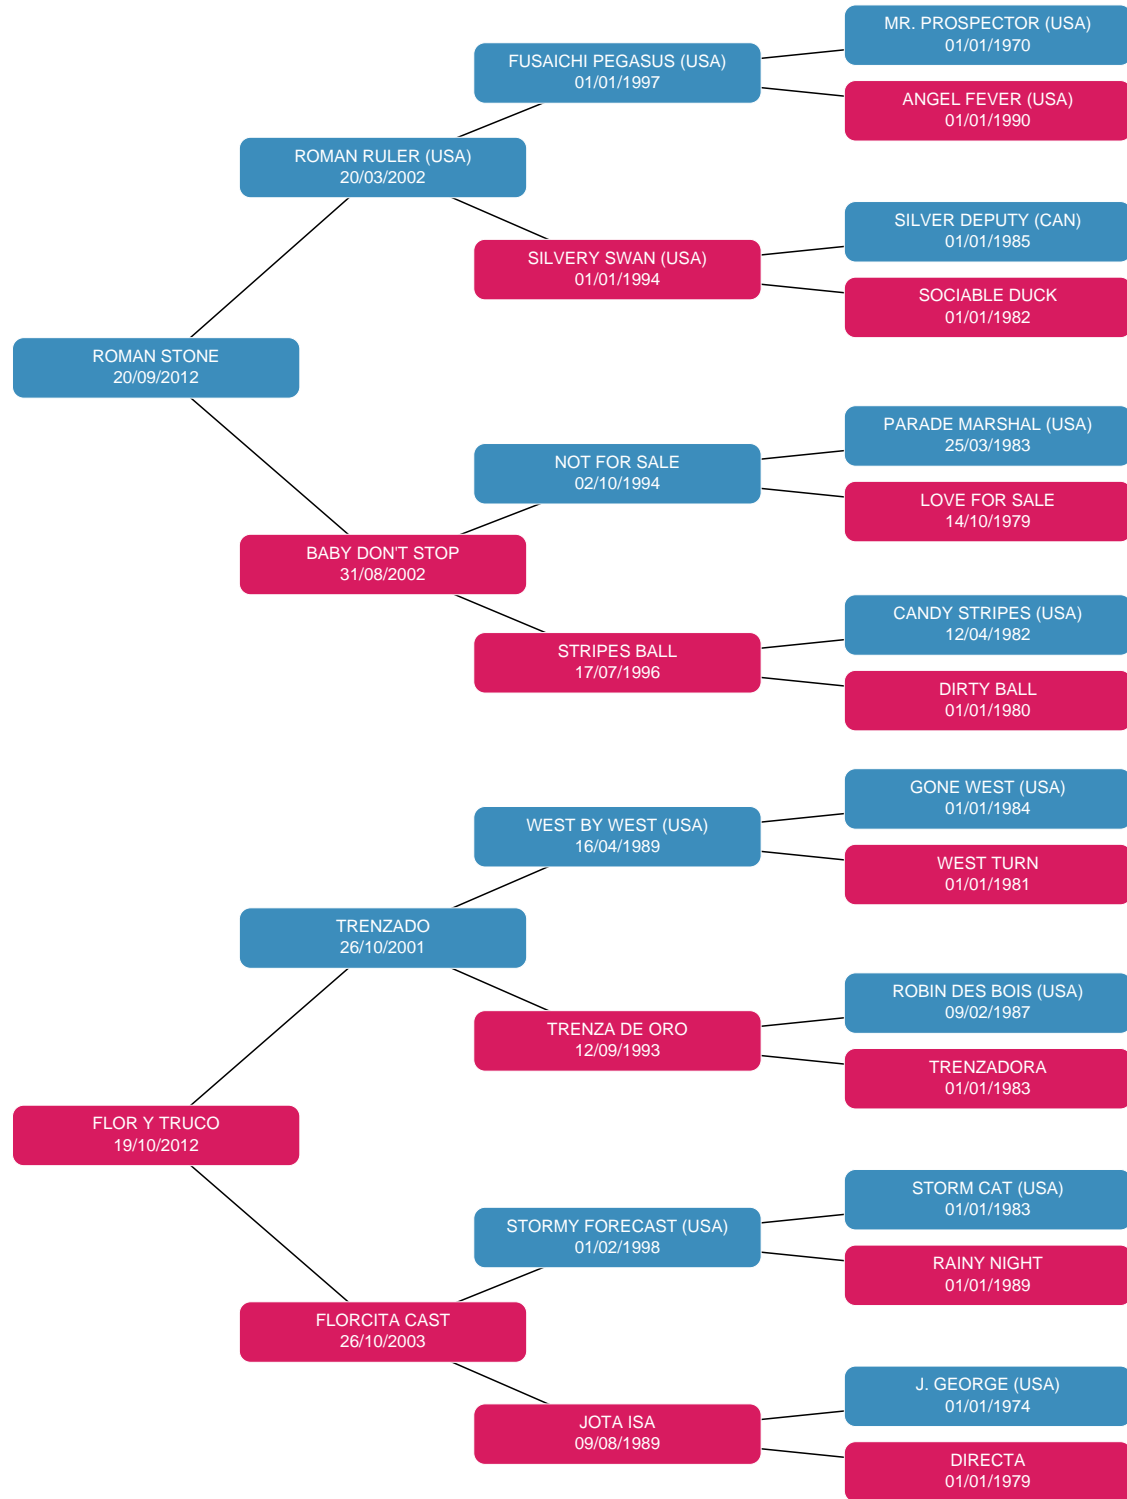 MR. PROSPECTOR (USA)
01/01/1970
FUSAICHI PEGASUS (USA)
01/01/1997
ANGEL FEVER (USA)
01/01/1990
ROMAN RULER (USA)
20/03/2002
SILVER DEPUTY (CAN)
01/01/1985
SILVERY SWAN (USA)
01/01/1994
SOCIABLE DUCK
01/01/1982
ROMAN STONE
20/09/2012
PARADE MARSHAL (USA)
25/03/1983
NOT FOR SALE
02/10/1994
LOVE FOR SALE
14/10/1979
BABY DON'T STOP
31/08/2002
CANDY STRIPES (USA)
12/04/1982
STRIPES BALL
17/07/1996
DIRTY BALL
01/01/1980
GONE WEST (USA)
01/01/1984
WEST BY WEST (USA)
16/04/1989
WEST TURN
01/01/1981
TRENZADO
26/10/2001
ROBIN DES BOIS (USA)
09/02/1987
TRENZA DE ORO
12/09/1993
TRENZADORA
01/01/1983
FLOR Y TRUCO
19/10/2012
STORM CAT (USA)
01/01/1983
STORMY FORECAST (USA)
01/02/1998
RAINY NIGHT
01/01/1989
FLORCITA CAST
26/10/2003
J. GEORGE (USA)
01/01/1974
JOTA ISA
09/08/1989
DIRECTA
01/01/1979